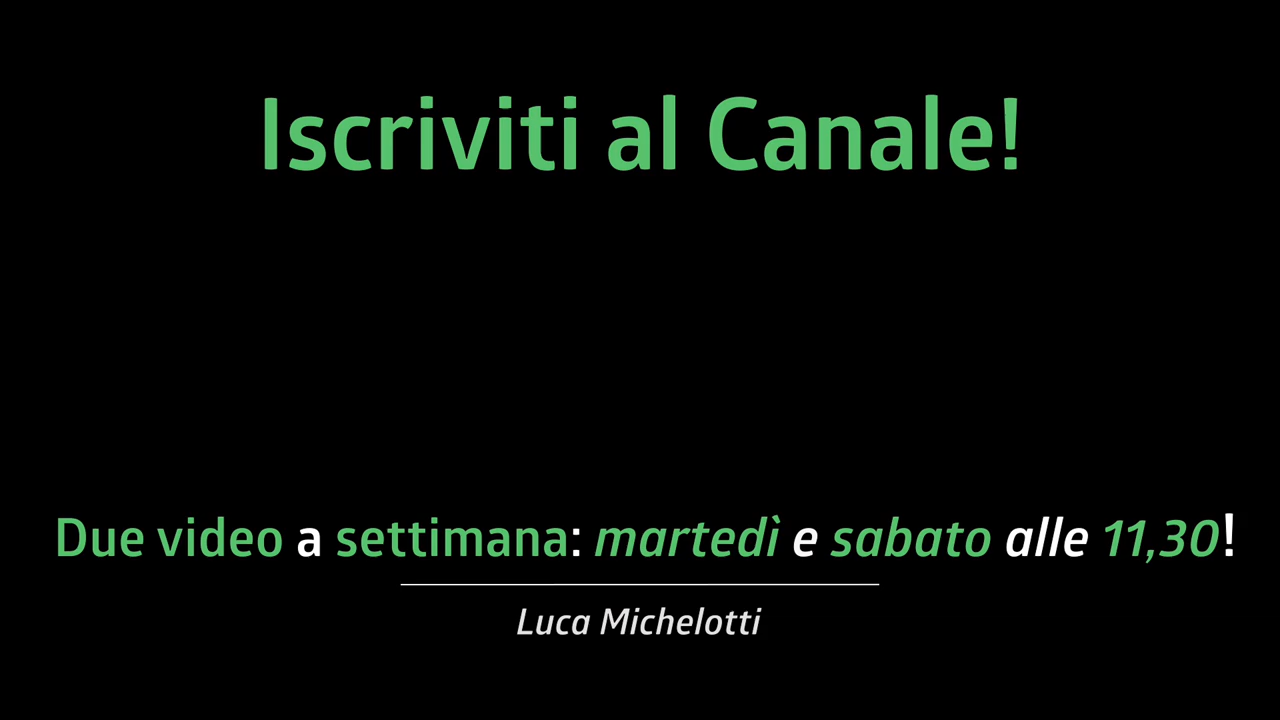 Iscriviti al Canale!
Due video a settimana: martedì e sabato alle 11,30!
Luca Michelotti